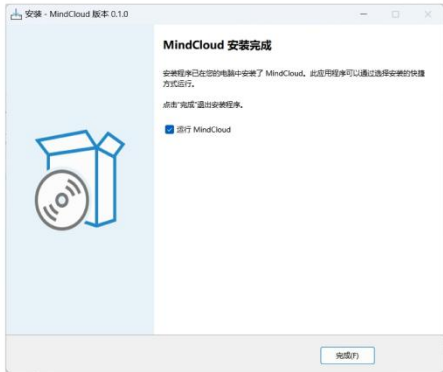 安装 - MindCloud 版本 0.1.0
MindCloud 安装完成
安装程序已在您的电脑中安装了 MindCloud。此应用程序可以通过选择安装的快捷
方式运行。
点击“完成”退出安装程序。
运行 MindCloud
完成(F)